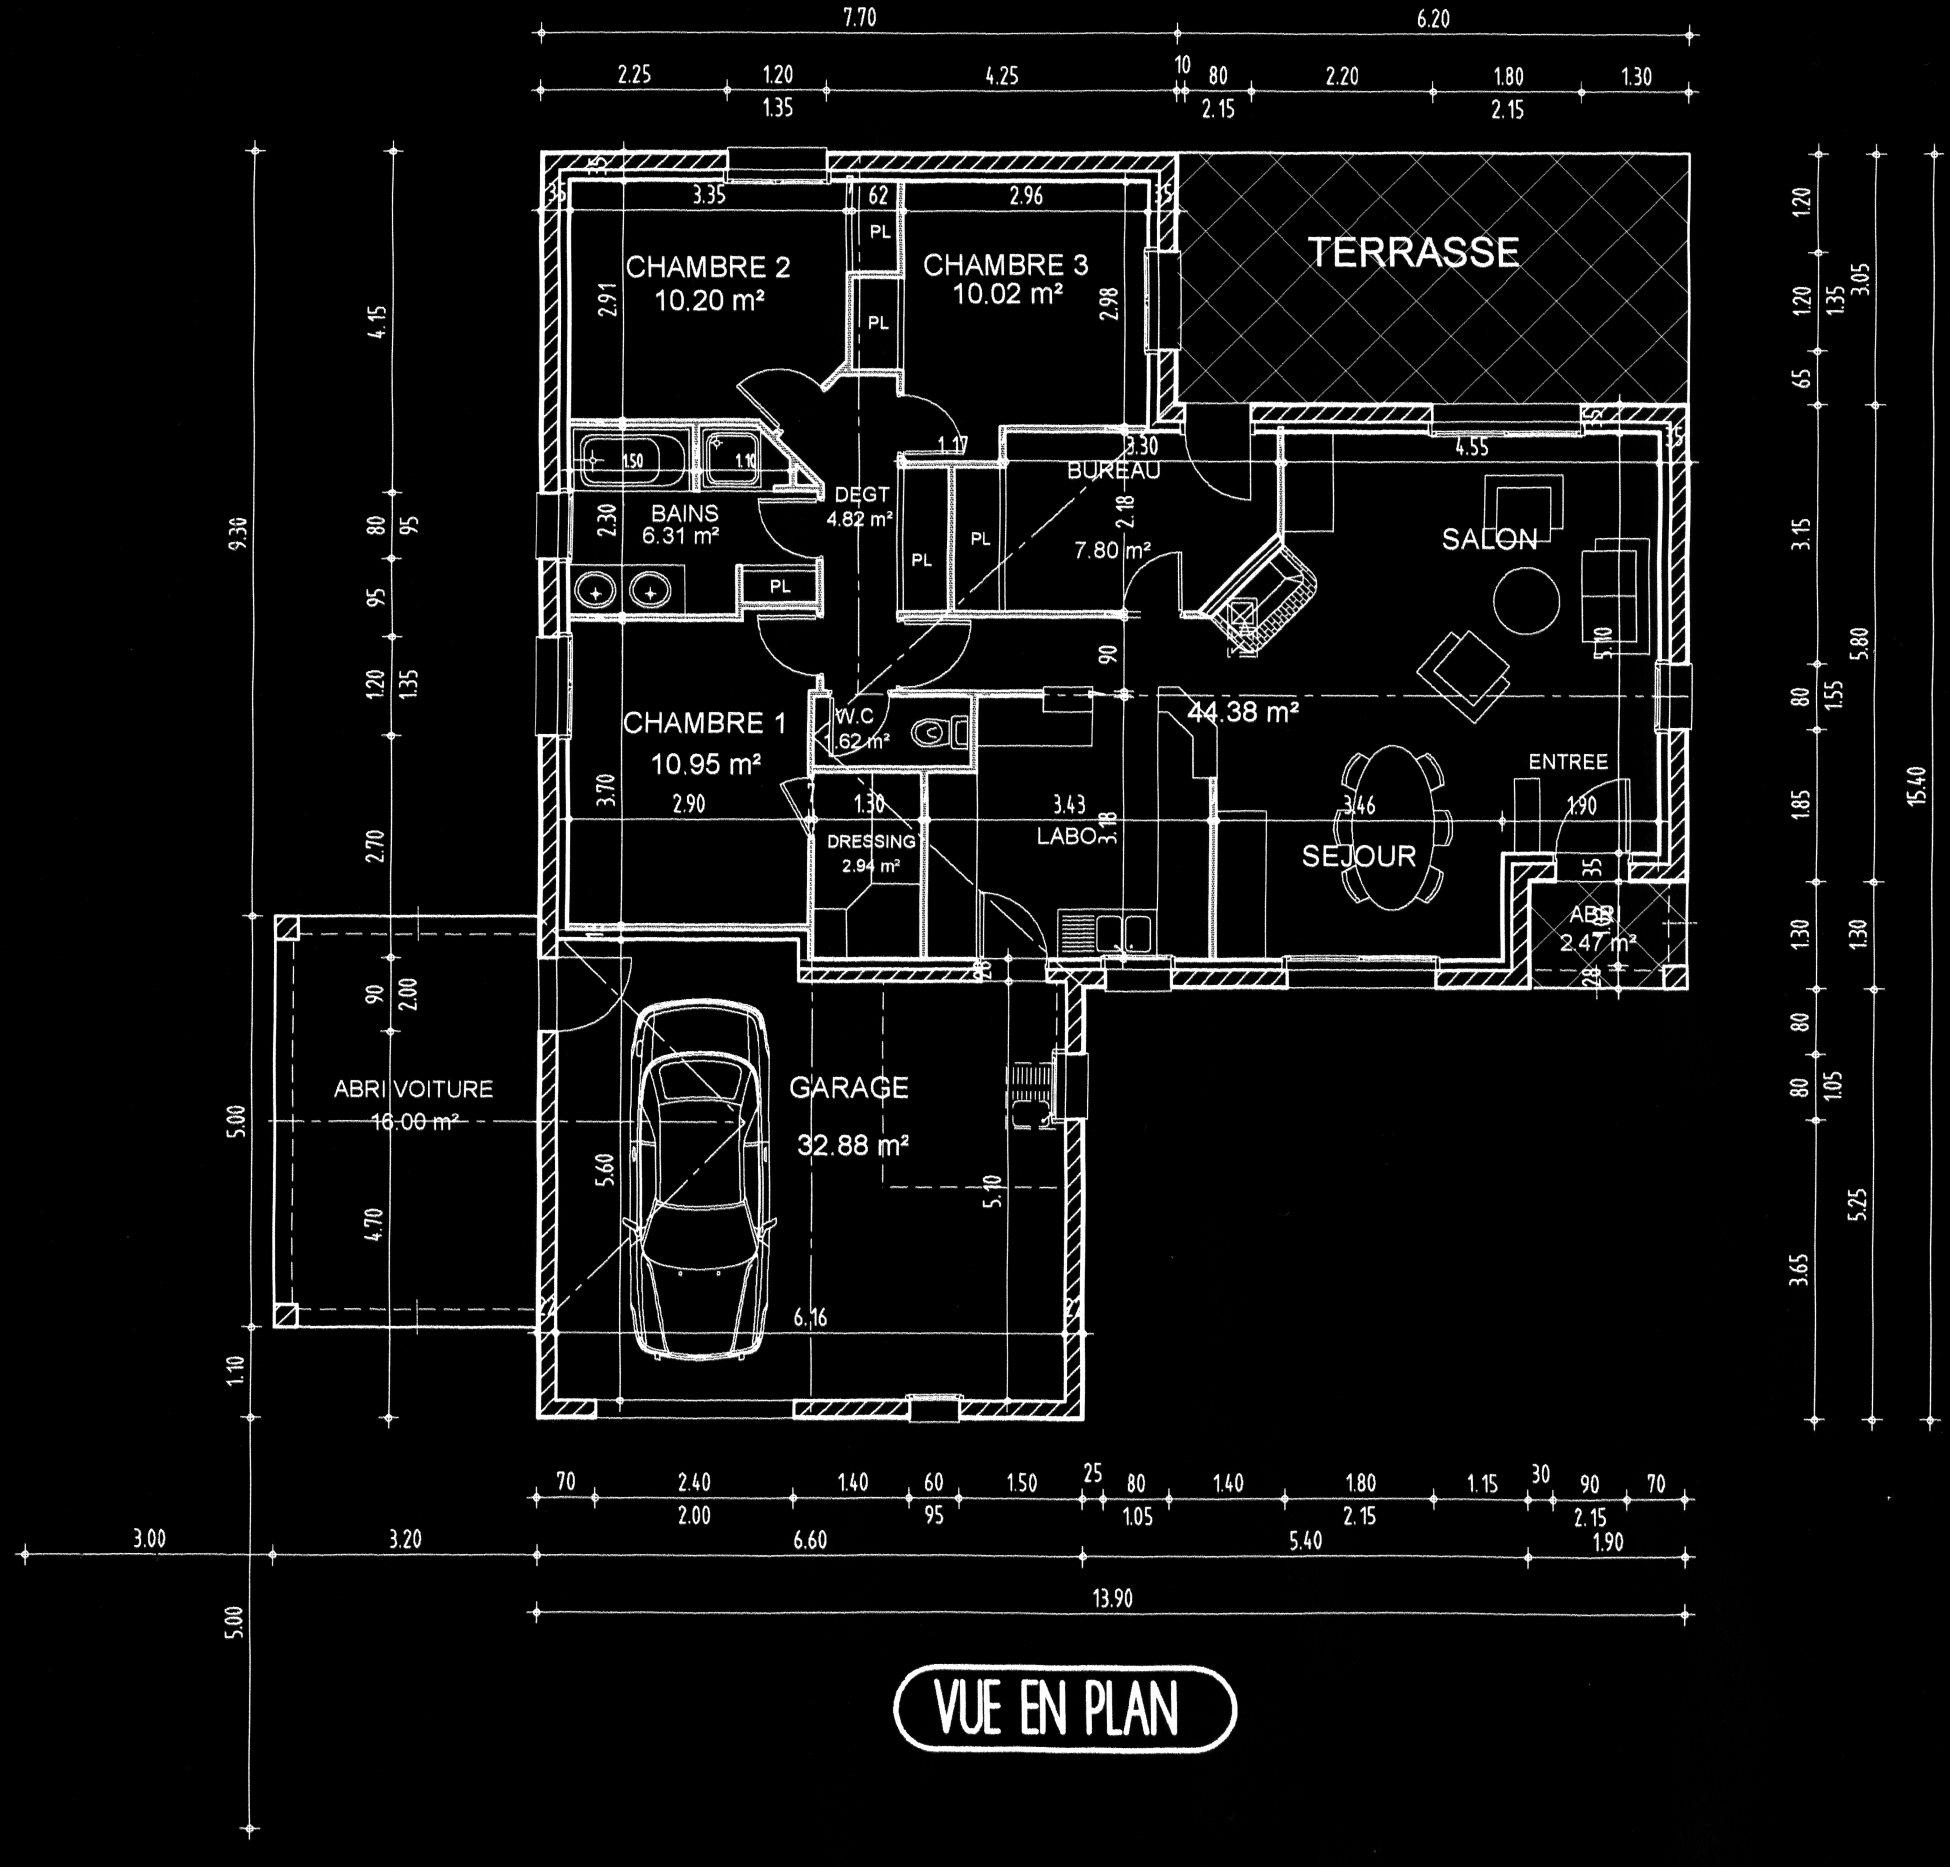 7.70 6.20
2.25 1.20 4.25 10 80 2.20 1.80 1.30
1.35 2.15 2.15
35
35 3.35 62 2.96 35
PL
CHAMBRE 2
10.20 m²
CHAMBRE 3
10.02 m²
TERRASSE
2.91
PL
2.98
1.20
1.20
1.35
3.05
65
4.15
35
35
1.50 1.10 1.17 3.30 4.55
BUREAU
DEGT
4.82 m²
BAINS
6.31 m²
2.30
2.18
7.80 m²
PL
PL
PL
SALON
9.30
80
95
95
3.15
5.80
15.40
5.10
90
1.20
1.35
80
1.55
CHAMBRE 1
10.95 m²
W.C
1.62 m²
44.38 m²
ENTREE
3.70
2.90 1.30 3.43 3.46 1.90
3.18
LABO
DRESSING
2.94 m²
SEJOUR
2.70
1.85
35
ABRI
2.47 m²
1.30
1.30
28
90
2.00
80
80
1.05
ABRI VOITURE
16.00 m²
GARAGE
32.88 m²
5.00
5.60
5.10
4.70
5.25
3.65
6.16
1.10
70 2.40 1.40 60 1.50 25 80 1.40 1.80 1.15 30 90 70
2.00 95 1.05 2.15 2.15
3.00 3.20 6.60 5.40 1.90
13.90
5.00
VUE EN PLAN